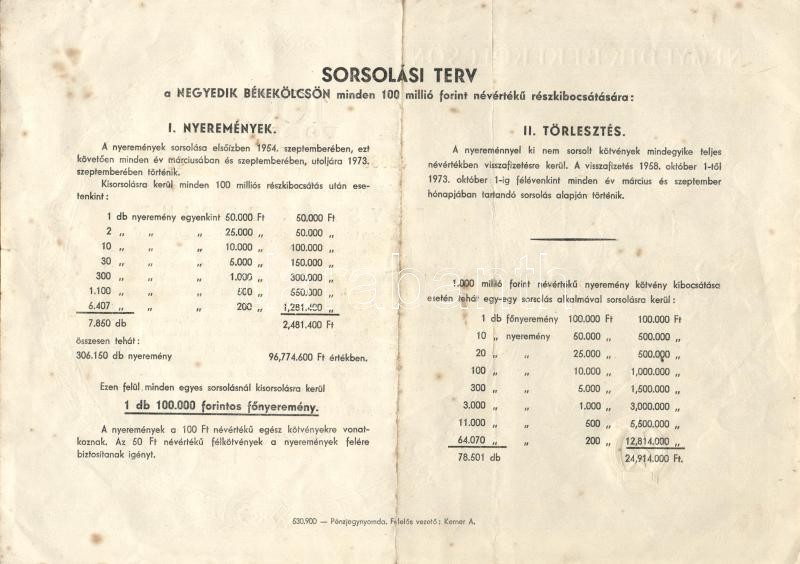 SORSOLÁSI TERV
a NEGYEDIK BÉKEKÖLCSÖN minden 100 millió forint névértékű részkibocsátására:
I. NYEREMÉNYEK.
A nyeremények sorsolása elsőízben 1954. szeptemberében, ezt
követően minden év márciusában és szeptemberében, utoljára 1973.
szeptemberében történik.
Kisorsolásra kerül minden 100 milliós részkibocsátás után ese-
tenkint:
1 db nyeremény egyenkint 50.000 Ft 50.000 Ft
2 „ „ „ 25.000 „ 50.000 „
10 „ „ „ 10.000 „ 100.000 „
30 „ „ „ 5.000 „ 150.000 „
300 „ „ „ 1.000 „ 300.000 „
1.100 „ „ „ 500 „ 550.000 „
6.407 „ „ „ 200 „ 1,281.400 „
7.850 db 2,481.400 Ft
összesen tehát:
306.150 db nyeremény 96,774.600 Ft értékben.
Ezen felül minden egyes sorsolásnál kisorsolásra kerül
1 db 100.000 forintos főnyeremény.
A nyeremények a 100 Ft névértékű egész kötvényekre vonat-
koznak. Az 50 Ft névértékű félkötvények a nyeremények felére
biztosítanak igényt.
II. TÖRLESZTÉS.
A nyereménnyel ki nem sorsolt kötvények mindegyike teljes
névértékben visszafizetésre kerül. A visszafizetés 1958. október 1-től
1973. október 1-ig félévenkint minden év március és szeptember
hónapjában tartandó sorsolás alapján történik.
1.000 millió forint névértékű nyeremény kötvény kibocsátása
esetén tehát egy-egy sorsolás alkalmával sorsolásra kerül:
1 db főnyeremény 100.000 Ft 100.000 Ft
10 „ nyeremény 50.000 „ 500.000 „
20 „ „ 25.000 „ 500.000 „
100 „ „ 10.000 „ 1,000.000 „
300 „ „ 5.000 „ 1,500.000 „
3.000 „ „ 1.000 „ 3,000.000 „
11.000 „ „ 500 „ 5,500.000 „
64.070 „ „ 200 „ 12,814.000 „
78.501 db 24,914.000 Ft.
530,900 — Pénzjegynyomda. Felelős vezető: Kerner A.